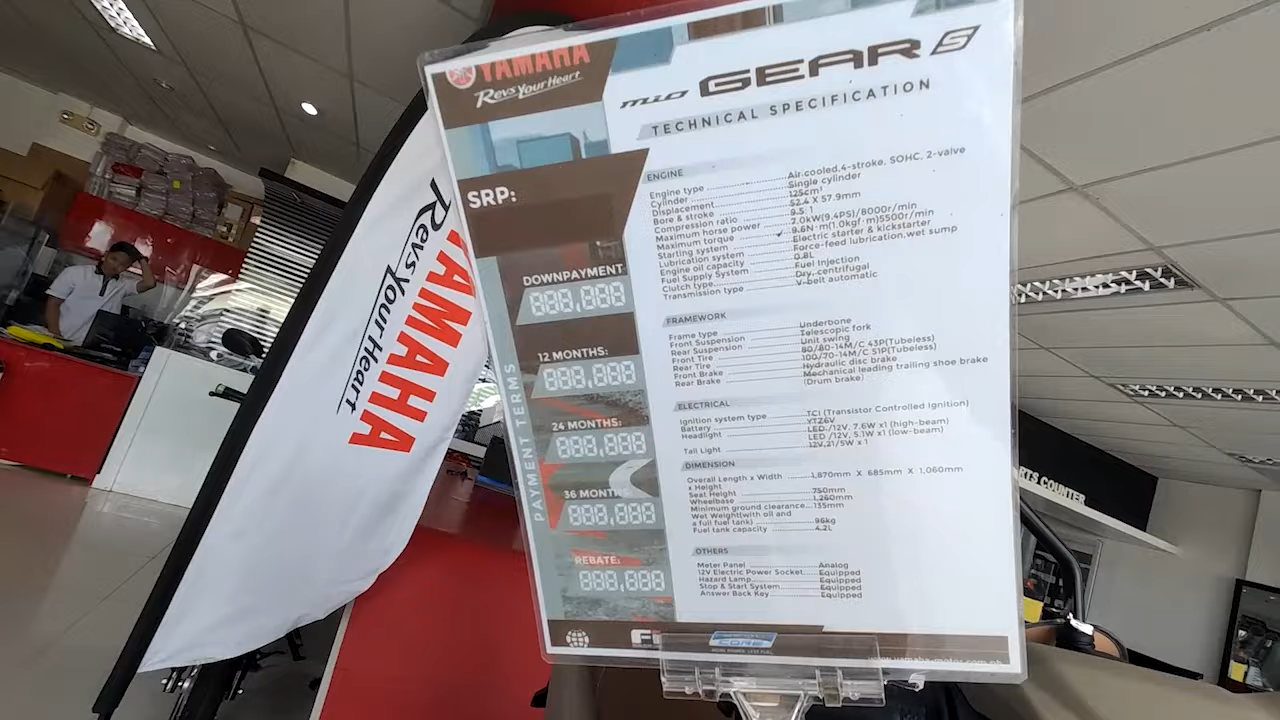 YAMAHA
Revs Your Heart
mio GEAR S
TECHNICAL SPECIFICATION
SRP:
DOWNPAYMENT
888,888
12 MONTHS:
888,888
24 MONTHS:
888,888
36 MONTH
888,888
REBATE:
888,888
PAYMENT TERMS
ENGINE
Engine type Air-cooled,4-stroke, SOHC, 2-valve
Cylinder Single cylinder
Displacement 125cm³
Bore & stroke 52.4 X 57.9mm
Compression ratio 9.5: 1
Maximum horse power 7.0kW(9.4PS)/8000r/min
Maximum torque 9.6N·m(1.0kgf·m)5500r/min
Starting system Electric starter & kickstarter
Lubrication system Force-feed lubrication,wet sump
Engine oil capacity 0.8L
Fuel Supply System Fuel Injection
Clutch type Dry, centrifugal
Transmission type V-belt automatic
FRAMEWORK
Frame type Underbone
Front Suspension Telescopic fork
Rear Suspension Unit swing
Front Tire 80/80-14M/C 43P(Tubeless)
Rear Tire 100/70-14M/C 51P(Tubeless)
Front Brake Hydraulic disc brake
Rear Brake Mechanical leading trailing shoe brake
(Drum brake)
ELECTRICAL
Ignition system type TCI (Transistor Controlled Ignition)
Battery YTZ6V
Headlight LED /12V, 7.6W x1 (high-beam)
LED /12V, 5.1W x1 (low-beam)
Tail Light 12V,21/5W x 1
DIMENSION
Overall Length x Width 1,870mm X 685mm X 1,060mm
x Height
Seat Height 750mm
Wheelbase 1,260mm
Minimum ground clearance 135mm
Wet Weight(with oil and
a full fuel tank) 96kg
Fuel tank capacity 4.2L
OTHERS
Meter Panel Analog
12V Electric Power Socket Equipped
Hazard Lamp Equipped
Stop & Start System Equipped
Answer Back Key Equipped
www.yamaha-motor.com.ph
YAMAHA
Revs Your Heart
RTS COUNTER